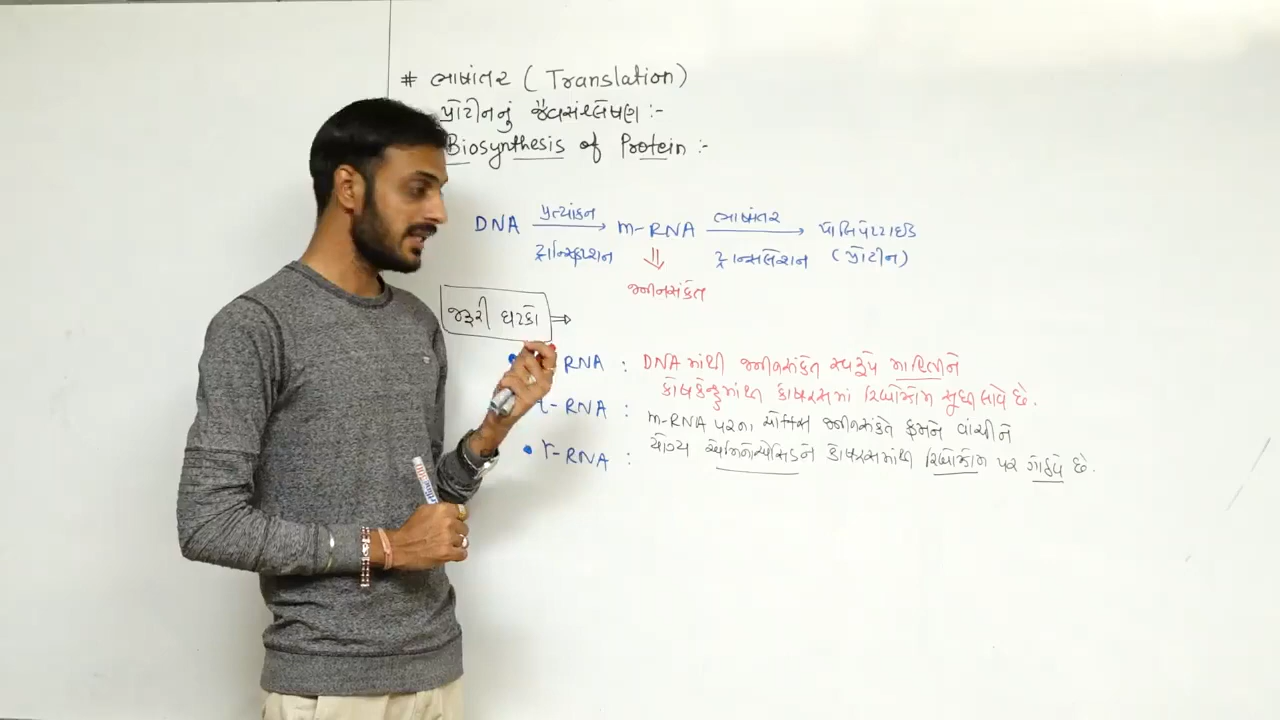 # ભાષાંતર ( Translation)
પ્રોટીનનું જૈવસંશ્લેષણ :-
Biosynthesis of Protein :-
DNA પ્રત્યાંકન m-RNA ભાષાંતર પોલિપેપ્ટાઇડ
ટ્રાન્સ્ક્રીપ્શન ટ્રાન્સલેશન (પ્રોટીન)
જનીનસંકેત
જરૂરી ઘટકો
RNA : DNA માંથી જનીનસંકેત સ્વરૂપે માહિતીને
કોષકેન્દ્રમાંથી કોષરસમાં રિબોઝોમ સુધી લાવે છે.
t-RNA : m-RNA પરના ચોક્કસ જનીનસંકેત ક્રમને વાંચીને
યોગ્ય એમિનોએસિડને કોષરસમાંથી રિબોઝોમ પર ગોઠવે છે.
• r-RNA :